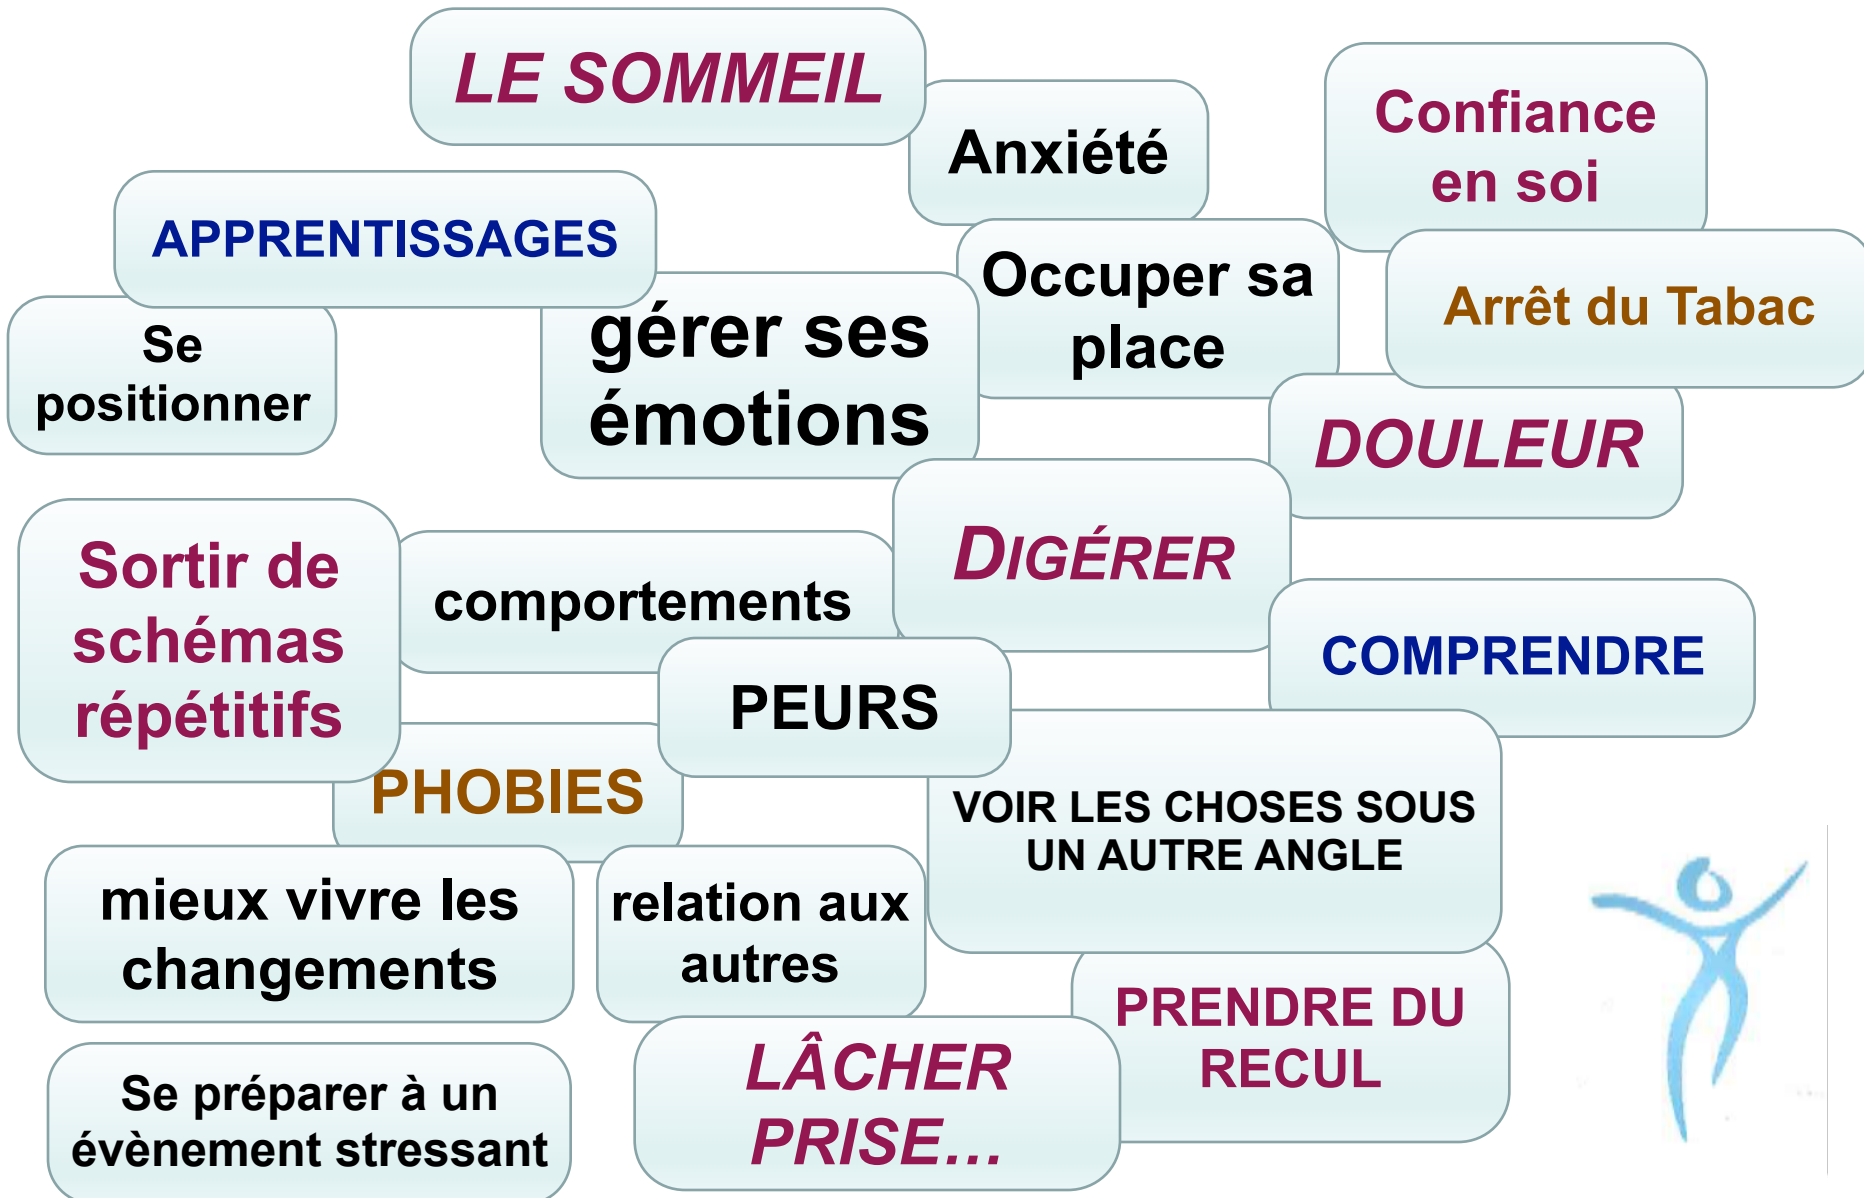 LE SOMMEIL
Anxiété
Confiance
en soi
APPRENTISSAGES
Occuper sa
place
Arrêt du Tabac
Se
positionner
gérer ses
émotions
DOULEUR
Sortir de
schémas
répétitifs
comportements
DIGÉRER
COMPRENDRE
PEURS
PHOBIES
VOIR LES CHOSES SOUS
UN AUTRE ANGLE
mieux vivre les
changements
relation aux
autres
PRENDRE DU
RECUL
Se préparer à un
évènement stressant
LÂCHER
PRISE…